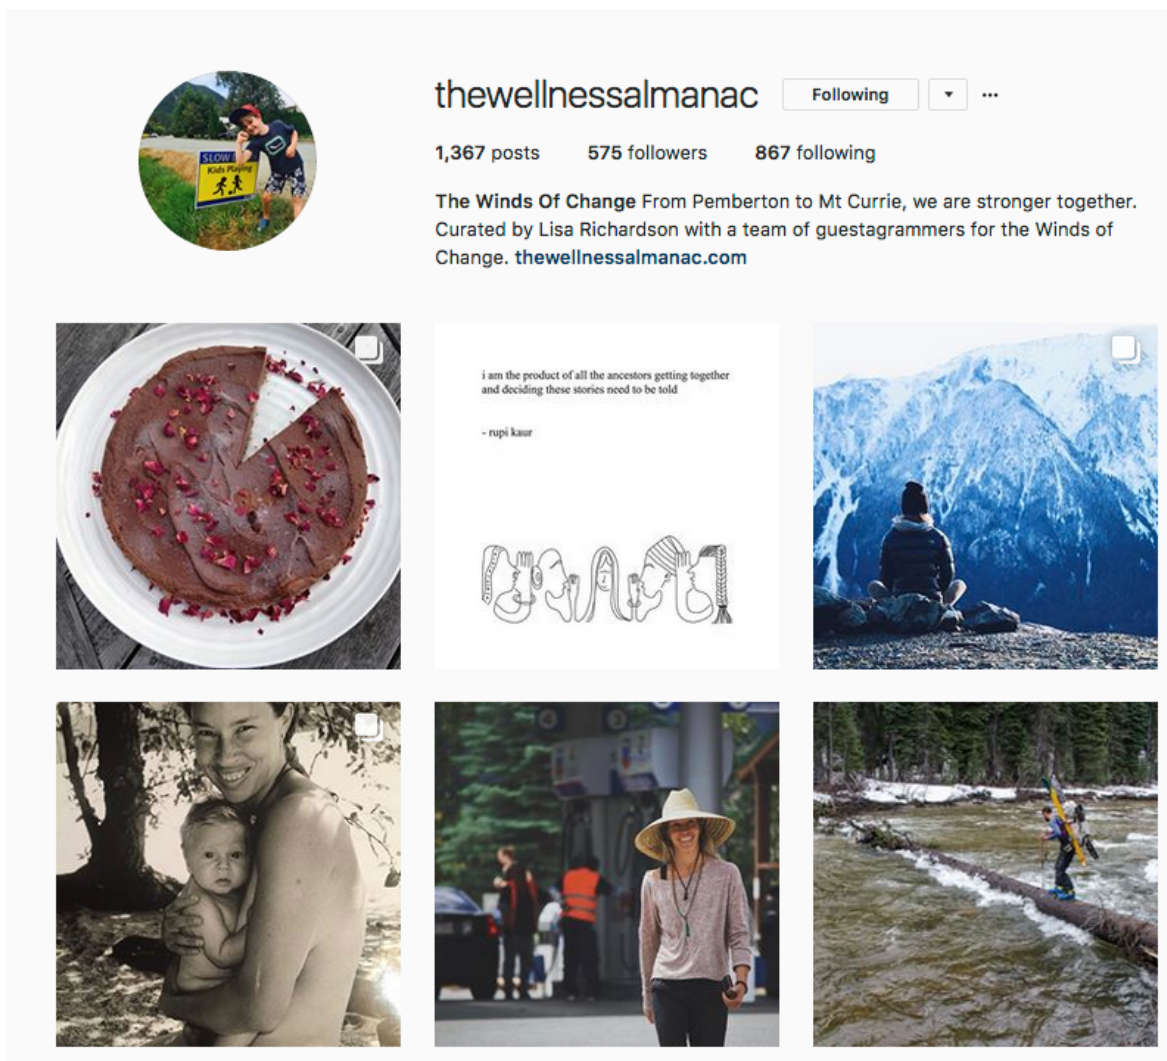 thewellnessalmanac Following
1,367 posts 575 followers 867 following
The Winds Of Change From Pemberton to Mt Currie, we are stronger together.
Curated by Lisa Richardson with a team of guestagrammers for the Winds of
Change. thewellnessalmanac.com
SLOW
Kids Playing
i am the product of all the ancestors getting together
and deciding these stories need to be told
- rupi kaur
4
3